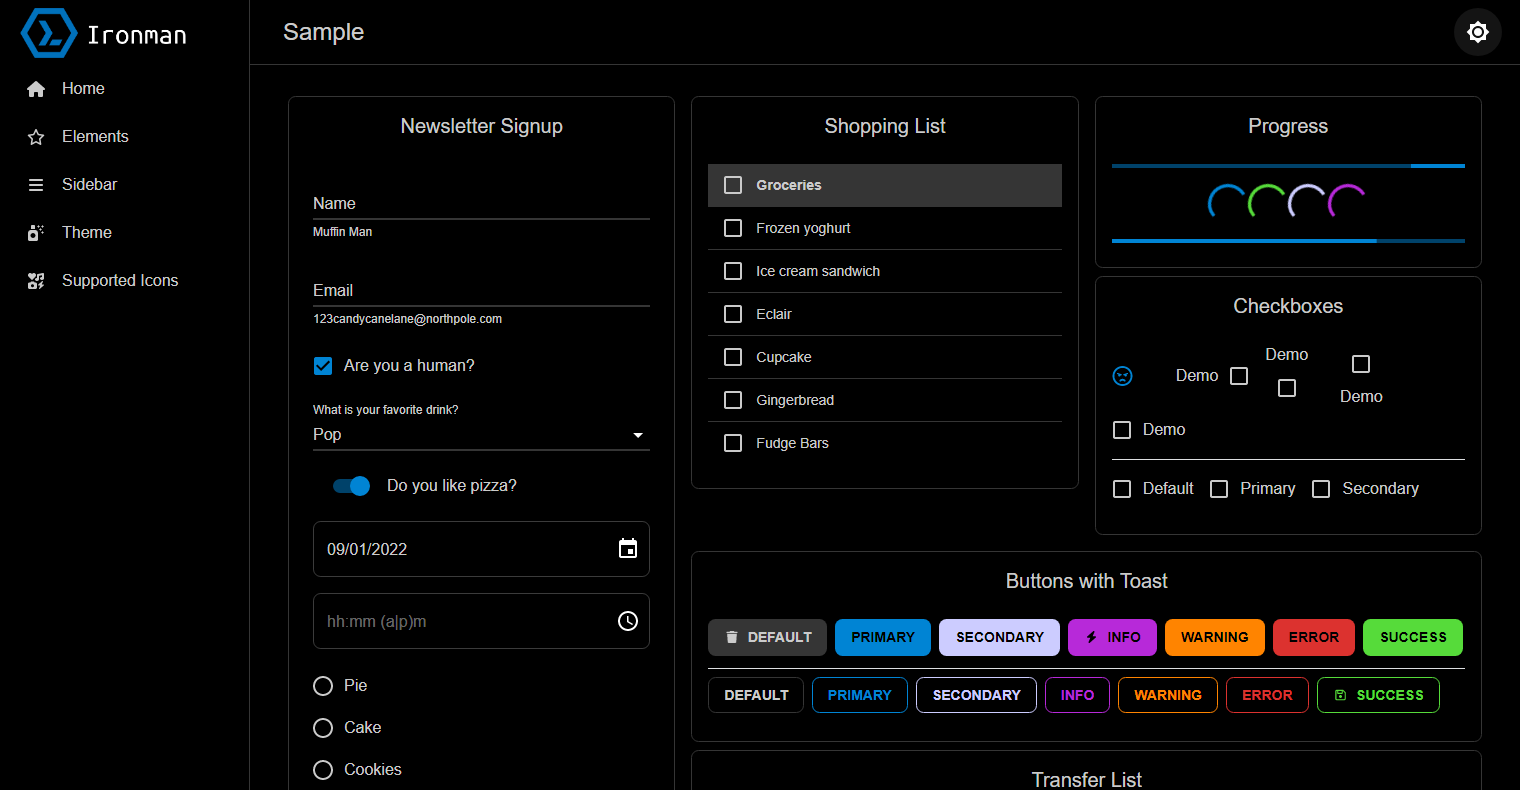 Ironman
Home
Elements
Sidebar
Theme
Supported Icons
Sample
Newsletter Signup
Name
Muffin Man
Email
123candycanelane@northpole.com
Are you a human?
What is your favorite drink?
Pop
Do you like pizza?
09/01/2022
hh:mm (a|p)m
Pie
Cake
Cookies
Shopping List
Groceries
Frozen yoghurt
Ice cream sandwich
Eclair
Cupcake
Gingerbread
Fudge Bars
Progress
Checkboxes
Demo
Demo
Demo
Demo
Default Primary Secondary
Buttons with Toast
DEFAULT PRIMARY SECONDARY INFO WARNING ERROR SUCCESS
DEFAULT PRIMARY SECONDARY INFO WARNING ERROR SUCCESS
Transfer List